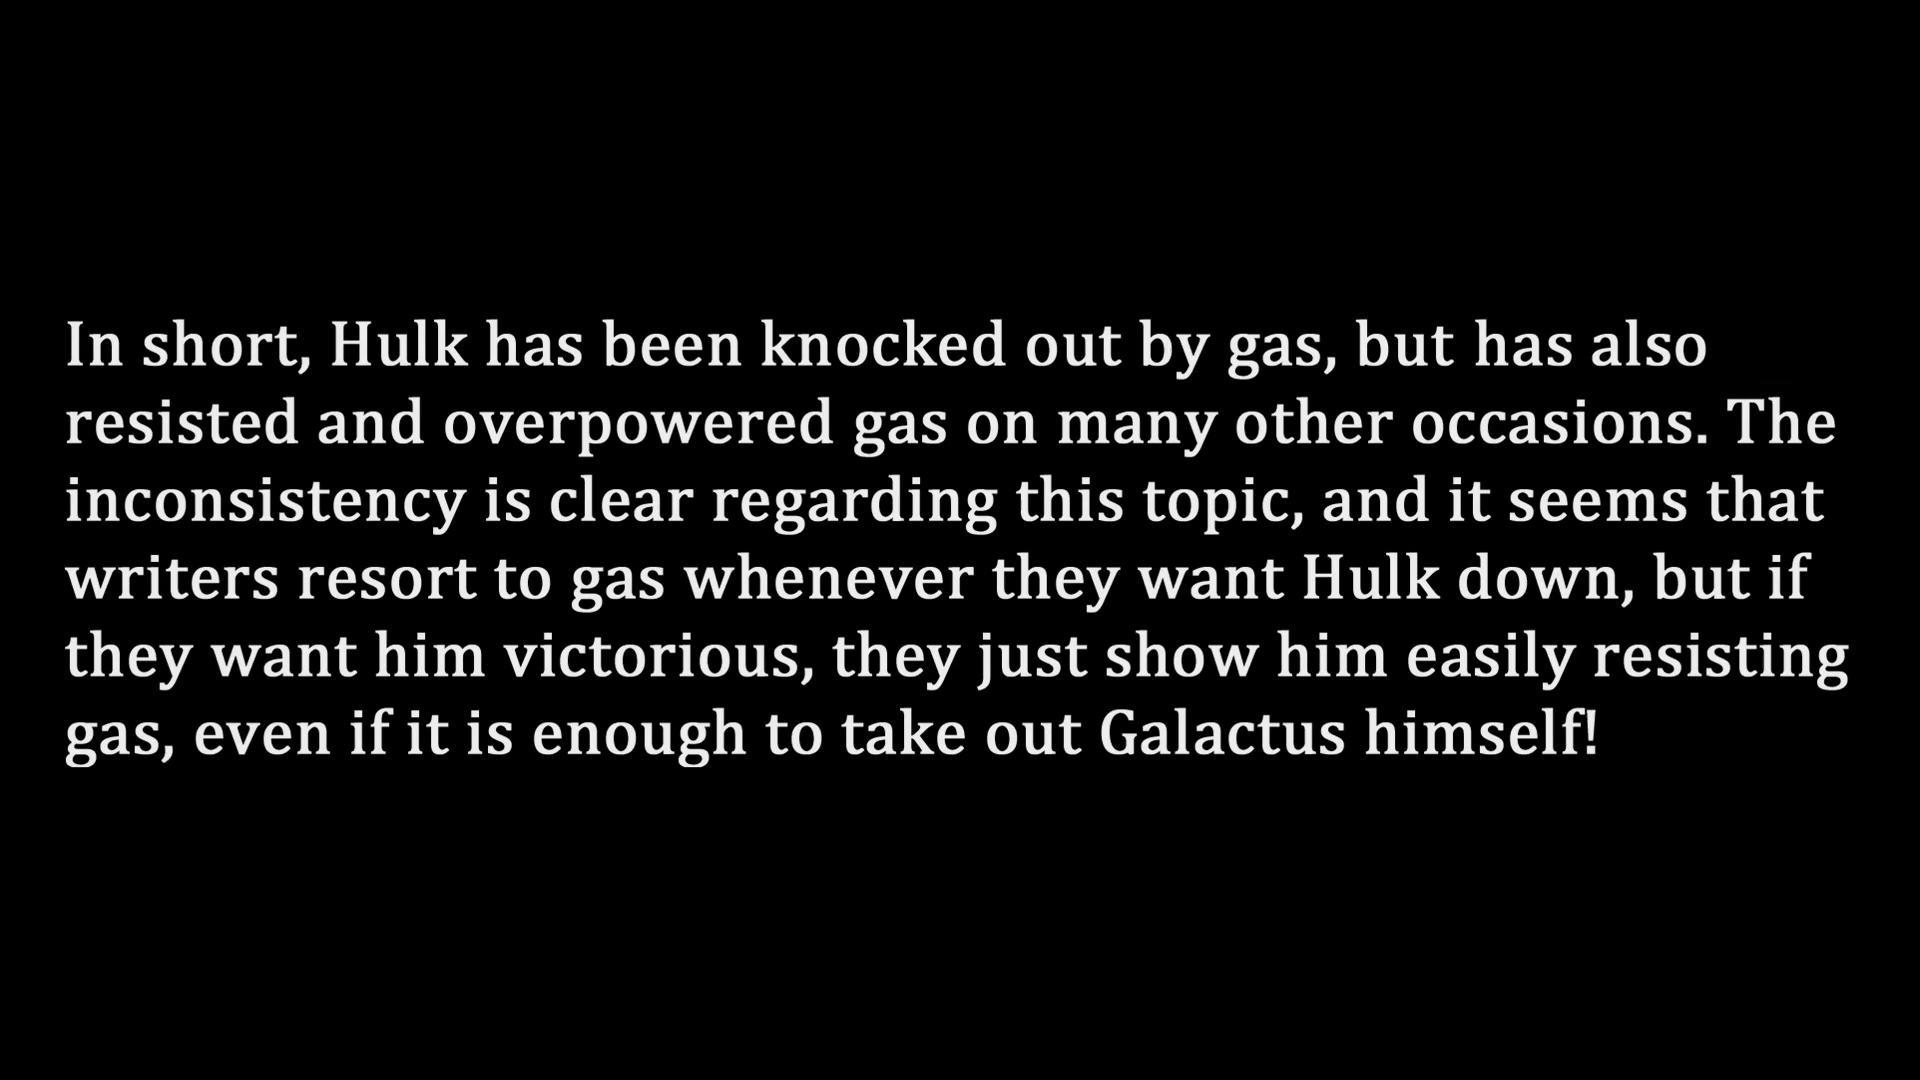 In short, Hulk has been knocked out by gas, but has also
resisted and overpowered gas on many other occasions. The
inconsistency is clear regarding this topic, and it seems that
writers resort to gas whenever they want Hulk down, but if
they want him victorious, they just show him easily resisting
gas, even if it is enough to take out Galactus himself!